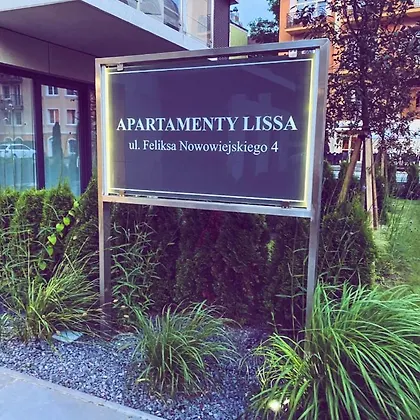 APARTAMENTY LISSA
ul. Feliksa Nowowiejskiego 4